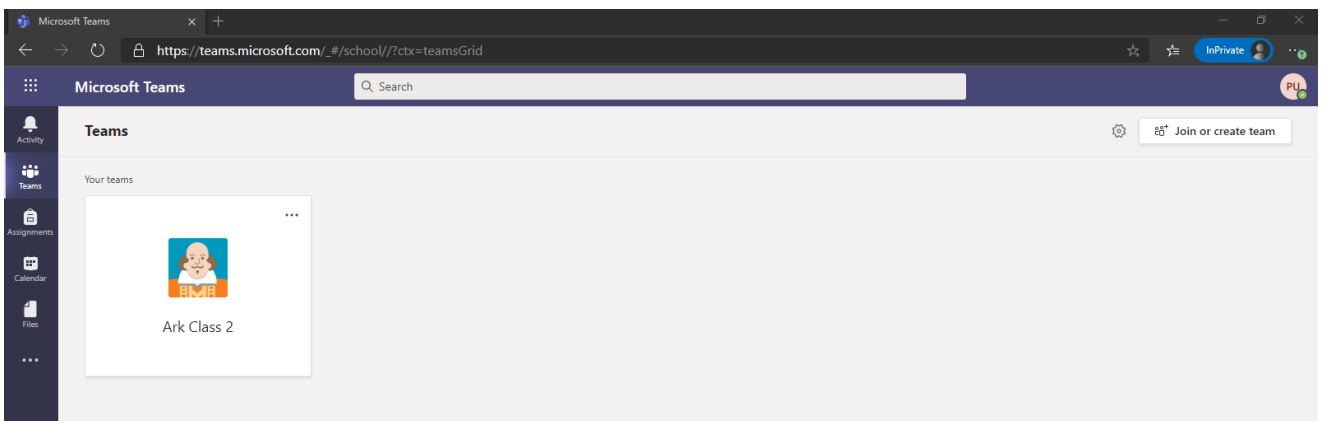 Microsoft Teams
https://teams.microsoft.com/_#/school//?ctx=teamsGrid
InPrivate
Microsoft Teams
Search
PU
Activity
Teams
Join or create team
Teams
Your teams
Assignments
Calendar
Files
Ark Class 2